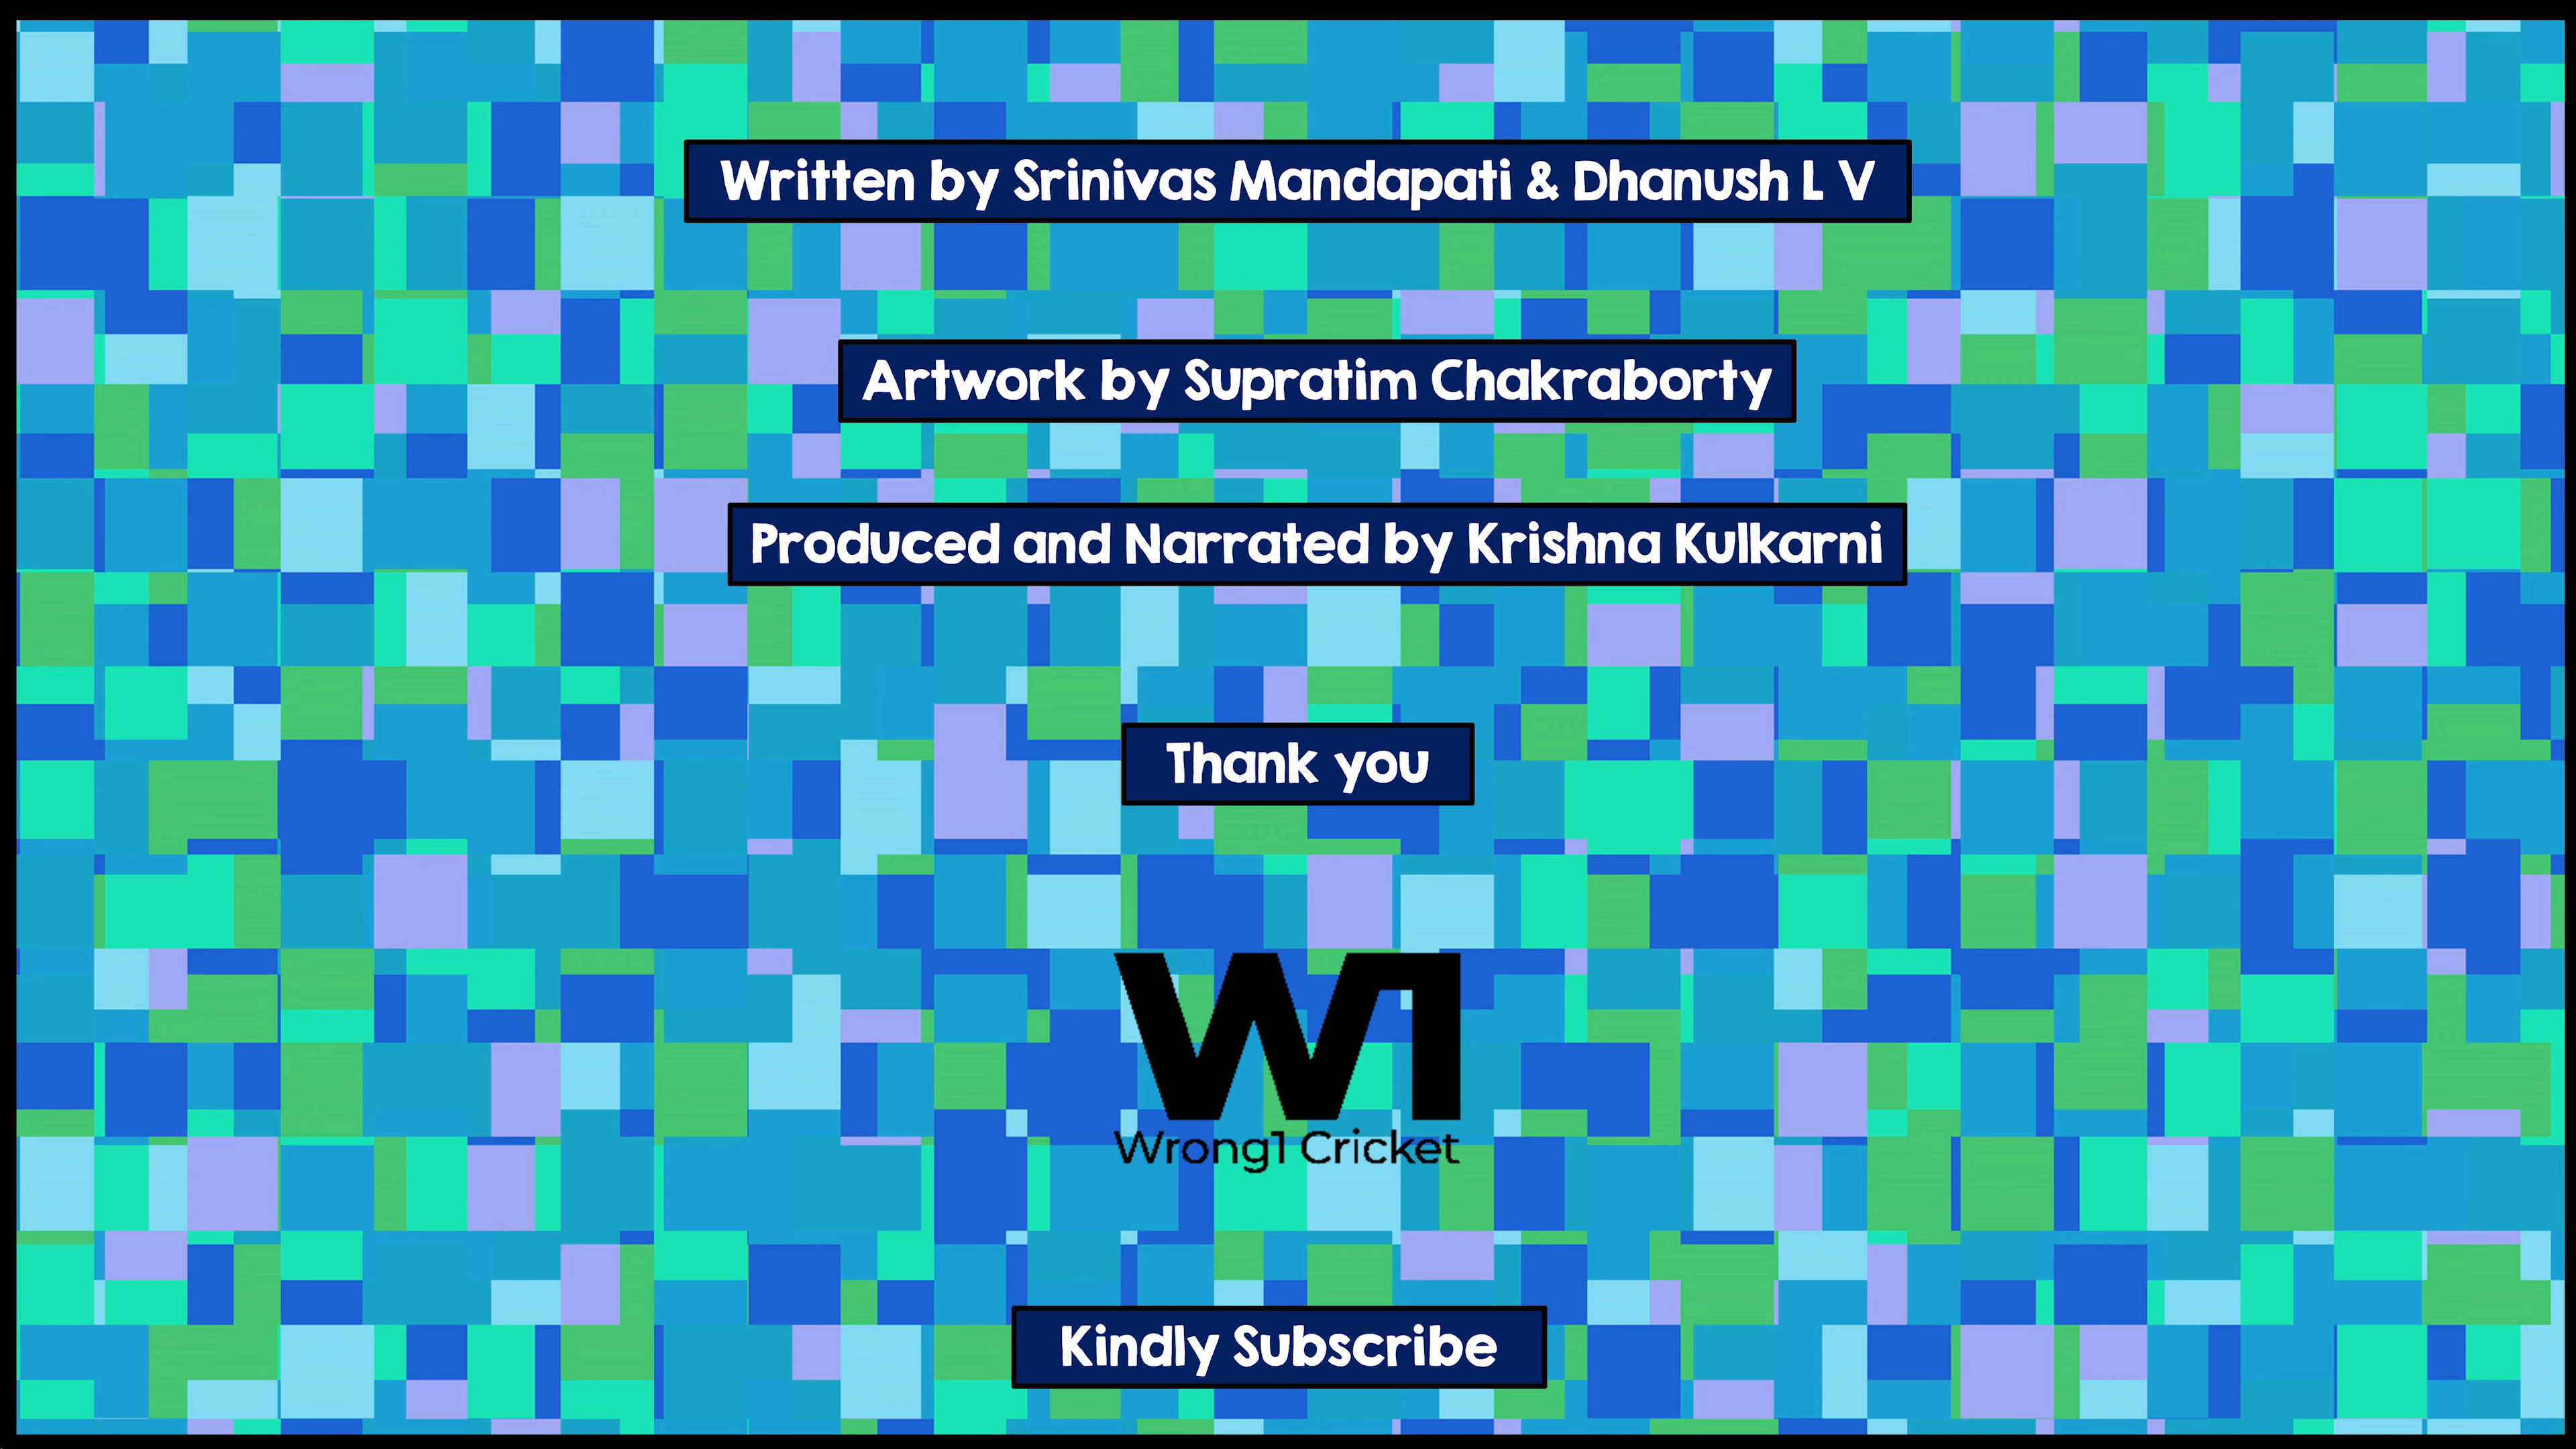 Written by Srinivas Mandapati & Dhanush L V
Artwork by Supratim Chakraborty
Produced and Narrated by Krishna Kulkarni
Thank you
W1
Wrong1 Cricket
Kindly Subscribe